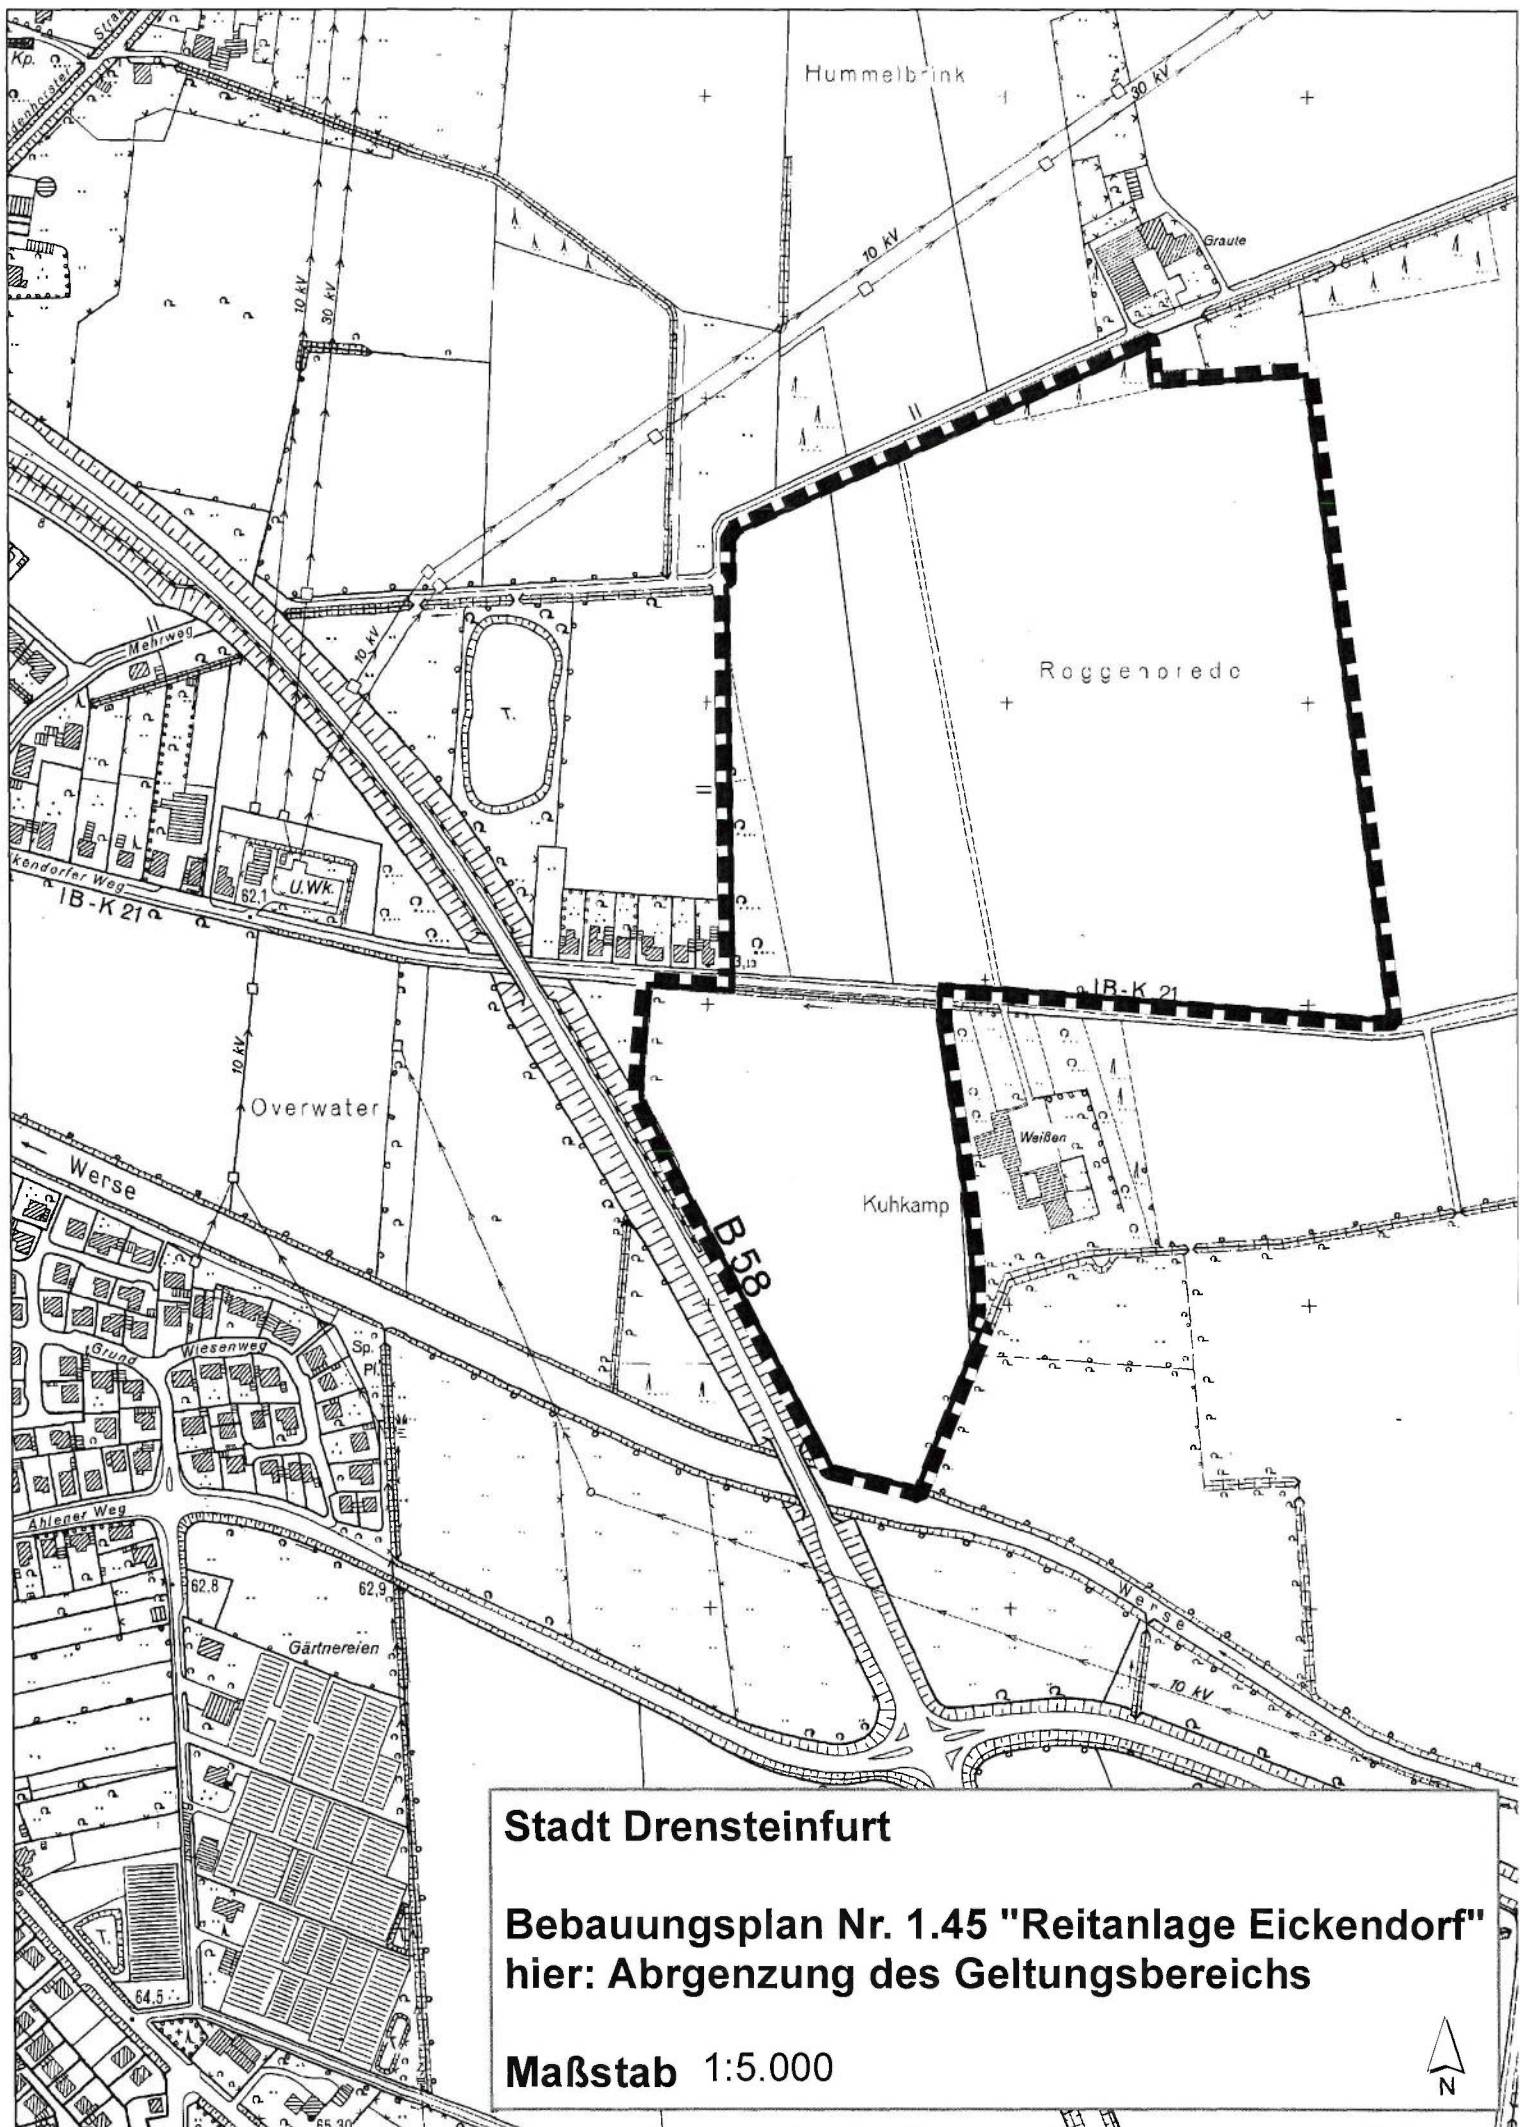 Kp.
Hummelbrink
30 kV
10 kV
Graute
10 kV
30 kV
Mehrweg
10 kV
T.
U.Wk.
62,1
IB-K 21
IB-K 21
10 kV
Overwater
Werse
Weißen
Kuhkamp
B 58
Grund
Wiesenweg
Sp.
Pl.
Ahlener Weg
62,8
62,9
Gärtnereien
Werse
10 kV
T.
64,5
65,30
Stadt Drensteinfurt
Bebauungsplan Nr. 1.45 "Reitanlage Eickendorf"
hier: Abrgenzung des Geltungsbereichs
Maßstab 1:5.000
N